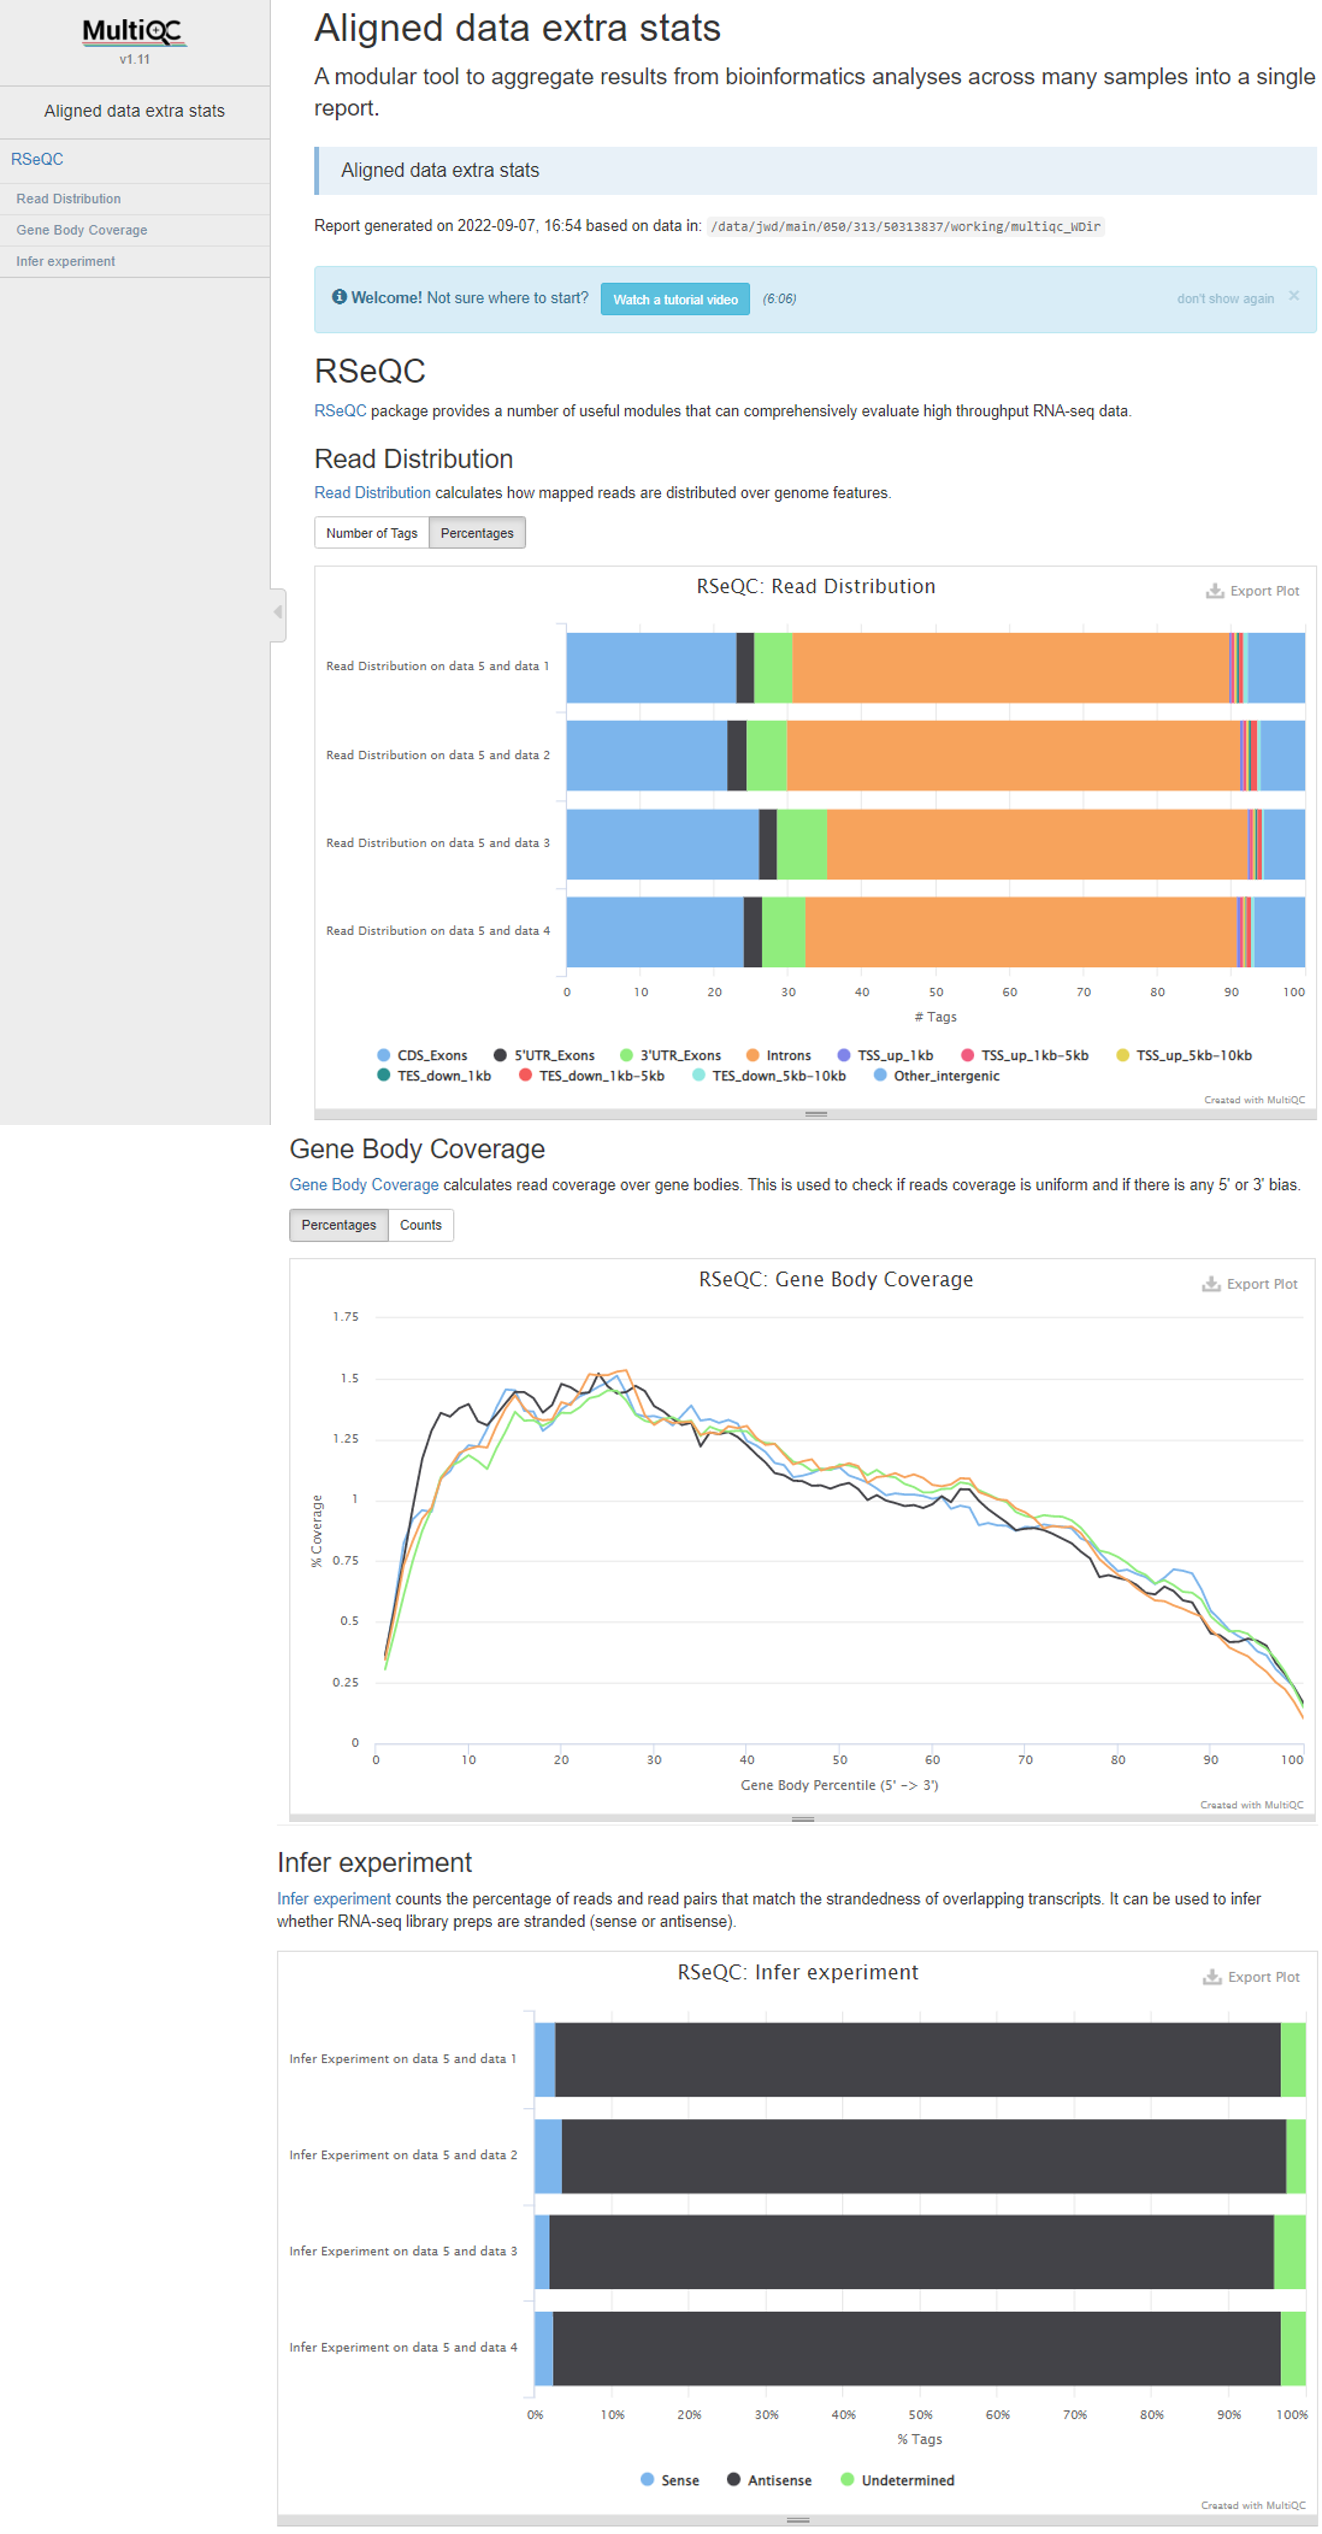 MultiQC
v1.11
Aligned data extra stats
RSeQC
Read Distribution
Gene Body Coverage
Infer experiment
Aligned data extra stats
A modular tool to aggregate results from bioinformatics analyses across many samples into a single
report.
Aligned data extra stats
Report generated on 2022-09-07, 16:54 based on data in: /data/jwd/main/050/313/50313837/working/multiqc_WDir
Welcome! Not sure where to start? Watch a tutorial video (6:06) don't show again ×
RSeQC
RSeQC package provides a number of useful modules that can comprehensively evaluate high throughput RNA-seq data.
Read Distribution
Read Distribution calculates how mapped reads are distributed over genome features.
Number of Tags Percentages
RSeQC: Read Distribution
Export Plot
Read Distribution on data 5 and data 1
Read Distribution on data 5 and data 2
Read Distribution on data 5 and data 3
Read Distribution on data 5 and data 4
0 10 20 30 40 50 60 70 80 90 100
# Tags
CDS_Exons 5'UTR_Exons 3'UTR_Exons Introns TSS_up_1kb TSS_up_1kb-5kb TSS_up_5kb-10kb
TES_down_1kb TES_down_1kb-5kb TES_down_5kb-10kb Other_intergenic
Created with MultiQC
Gene Body Coverage
Gene Body Coverage calculates read coverage over gene bodies. This is used to check if reads coverage is uniform and if there is any 5' or 3' bias.
Percentages Counts
RSeQC: Gene Body Coverage
Export Plot
1.75
1.5
1.25
1
0.75
0.5
0.25
0
% Coverage
0 10 20 30 40 50 60 70 80 90 100
Gene Body Percentile (5' -> 3')
Created with MultiQC
Infer experiment
Infer experiment counts the percentage of reads and read pairs that match the strandedness of overlapping transcripts. It can be used to infer
whether RNA-seq library preps are stranded (sense or antisense).
RSeQC: Infer experiment
Export Plot
Infer Experiment on data 5 and data 1
Infer Experiment on data 5 and data 2
Infer Experiment on data 5 and data 3
Infer Experiment on data 5 and data 4
0% 10% 20% 30% 40% 50% 60% 70% 80% 90% 100%
% Tags
Sense Antisense Undetermined
Created with MultiQC